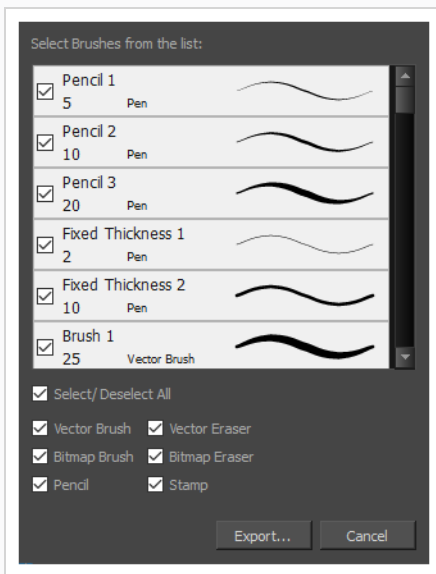 Select Brushes from the list:
Pencil 1
5 Pen
Pencil 2
10 Pen
Pencil 3
20 Pen
Fixed Thickness 1
2 Pen
Fixed Thickness 2
10 Pen
Brush 1
25 Vector Brush
Select/Deselect All
Vector Brush Vector Eraser
Bitmap Brush Bitmap Eraser
Pencil Stamp
Export... Cancel